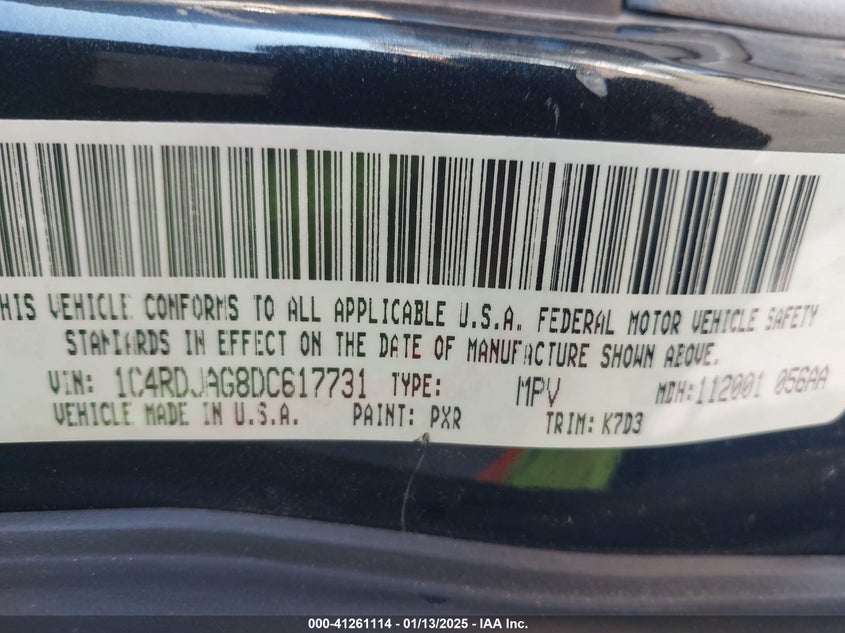 HIS VEHICLE CONFORMS TO ALL APPLICABLE U.S.A. FEDERAL MOTOR VEHICLE SAFETY
STANDARDS IN EFFECT ON THE DATE OF MANUFACTURE SHOWN ABOVE.
VIN: 1C4RDJAG8DC617731 TYPE: MPV MDH:112001 056AA
VEHICLE MADE IN U.S.A. PAINT: PXR TRIM: K7D3
000-41261114 - 01/13/2025 - IAA Inc.